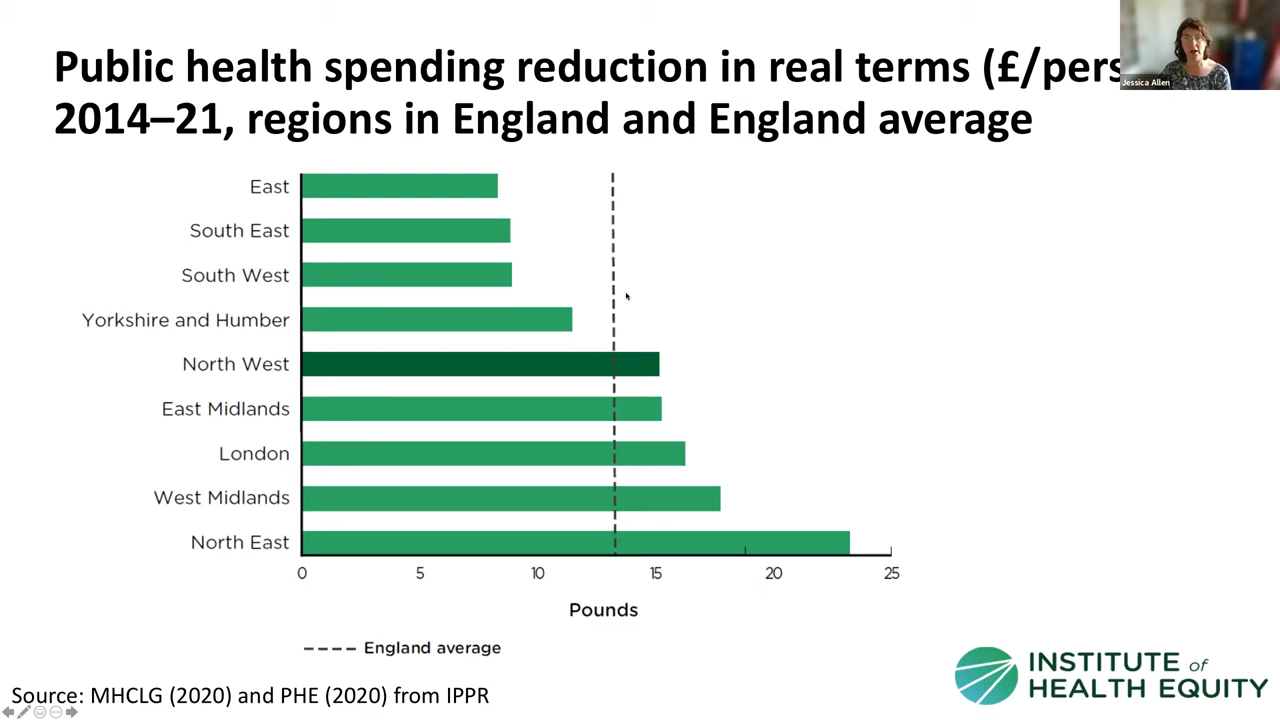 Public health spending reduction in real terms (£/pers
2014–21, regions in England and England average
Jessica Allen
East
South East
South West
Yorkshire and Humber
North West
East Midlands
London
West Midlands
North East
0 5 10 15 20 25
Pounds
England average
INSTITUTE of
HEALTH EQUITY
Source: MHCLG (2020) and PHE (2020) from IPPR